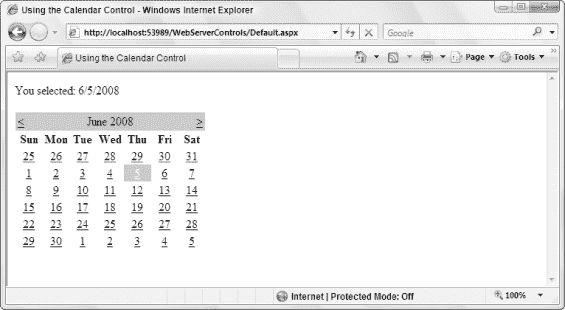 Using the Calendar Control - Windows Internet Explorer
http://localhost:53989/WebServerControls/Default.aspx
Google
Using the Calendar Control
Page
Tools
You selected: 6/5/2008
< June 2008 >
Sun Mon Tue Wed Thu Fri Sat
25 26 27 28 29 30 31
1 2 3 4 5 6 7
8 9 10 11 12 13 14
15 16 17 18 19 20 21
22 23 24 25 26 27 28
29 30 1 2 3 4 5
Internet | Protected Mode: Off
100%